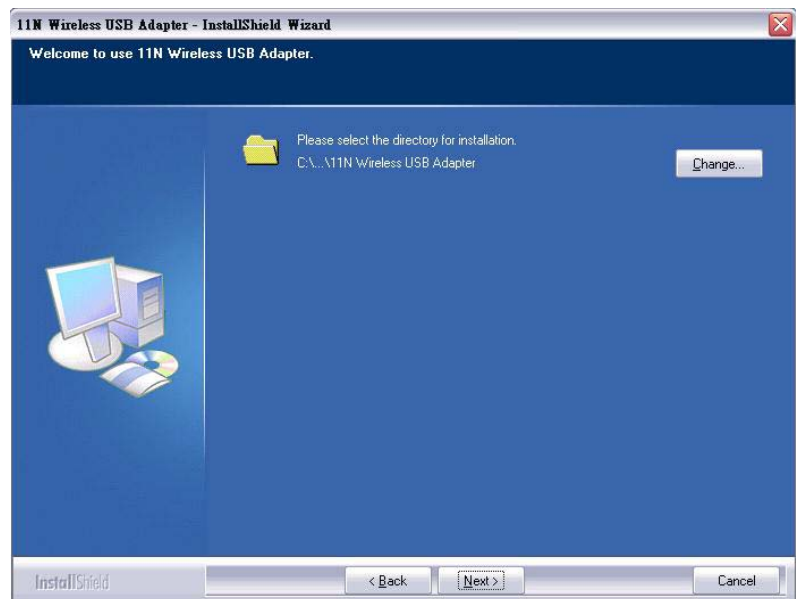 11N Wireless USB Adapter - InstallShield Wizard
Welcome to use 11N Wireless USB Adapter.
Please select the directory for installation.
C:\...\11N Wireless USB Adapter
Change...
InstallShield
< Back
Next >
Cancel